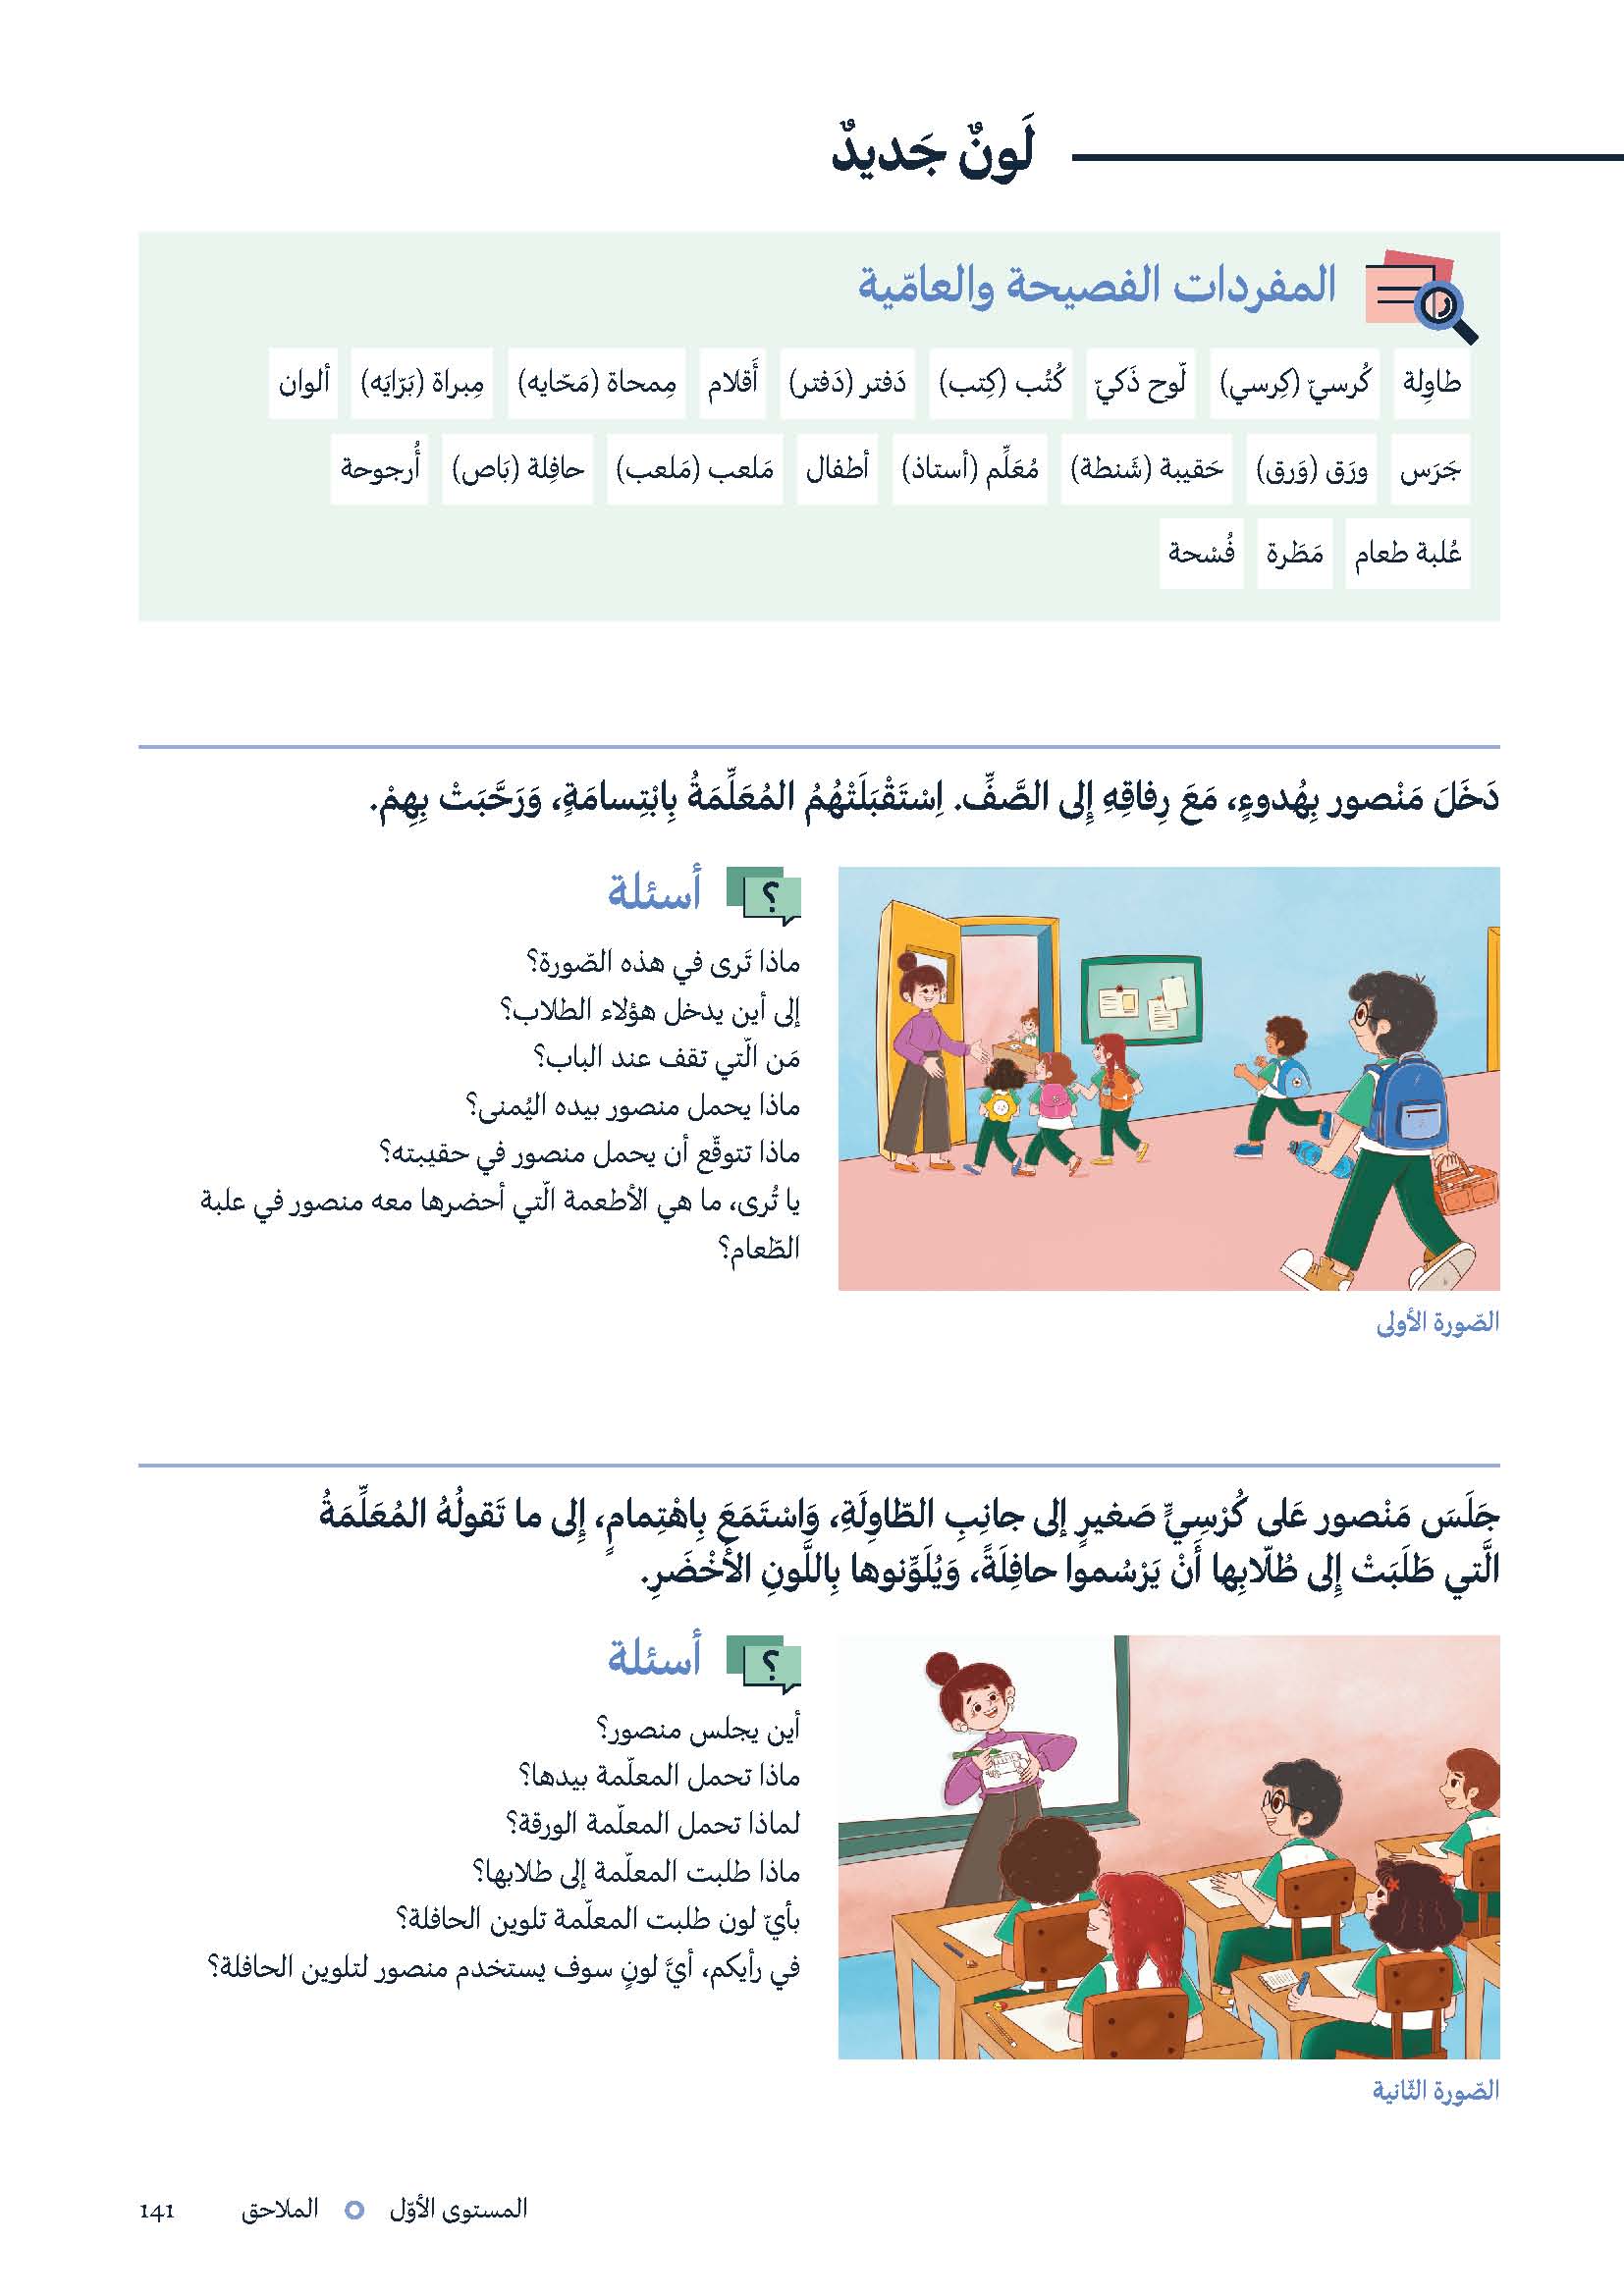 لَونٌ جَديدٌ
المفردات الفصيحة والعامّية
طاوِلة كُرسيّ (كِرسي) لّوح ذَكيّ كُتُب (كِتب) دَفتر (دَفتر) أَقلام مِمحاة (مَحّايه) مِبراة (بَرّايَه) ألوان
جَرَس ورَق (وَرق) حَقيبة (شَنطة) مُعَلِّم (أستاذ) أطفال مَلعب (مَلعب) حافِلة (بَاص) أُرجوحة
عُلبة طعام مَطَرة فُسْحة
دَخَلَ مَنْصور بِهُدوءٍ، مَعَ رِفاقِهِ إِلى الصَّفِّ. اِسْتَقْبَلَتْهُمُ المُعَلِّمَةُ بِابْتِسامَةٍ، وَرَحَّبَتْ بِهِمْ.
؟ أسئلة
ماذا تَرى في هذه الصّورة؟
إلى أين يدخل هؤلاء الطلاب؟
مَن الّتي تقف عند الباب؟
ماذا يحمل منصور بيده اليُمنى؟
ماذا تتوقّع أن يحمل منصور في حقيبته؟
يا تُرى، ما هي الأطعمة الّتي أحضرها معه منصور في علبة
الطّعام؟
الصّورة الأولى
جَلَسَ مَنْصور عَلى كُرْسِيٍّ صَغيرٍ إلى جانِبِ الطّاوِلَةِ، وَاسْتَمَعَ بِاهْتِمامٍ، إِلى ما تَقولُهُ المُعَلِّمَةُ
الَّتي طَلَبَتْ إِلى طُلّابِها أَنْ يَرْسُموا حافِلَةً، وَيُلَوِّنوها بِاللَّونِ الأَخْضَرِ.
؟ أسئلة
أين يجلس منصور؟
ماذا تحمل المعلّمة بيدها؟
لماذا تحمل المعلّمة الورقة؟
ماذا طلبت المعلّمة إلى طلابها؟
بأيّ لون طلبت المعلّمة تلوين الحافلة؟
في رأيكم، أيَّ لونٍ سوف يستخدم منصور لتلوين الحافلة؟
الصّورة الثّانية
المستوى الأوّل الملاحق 141